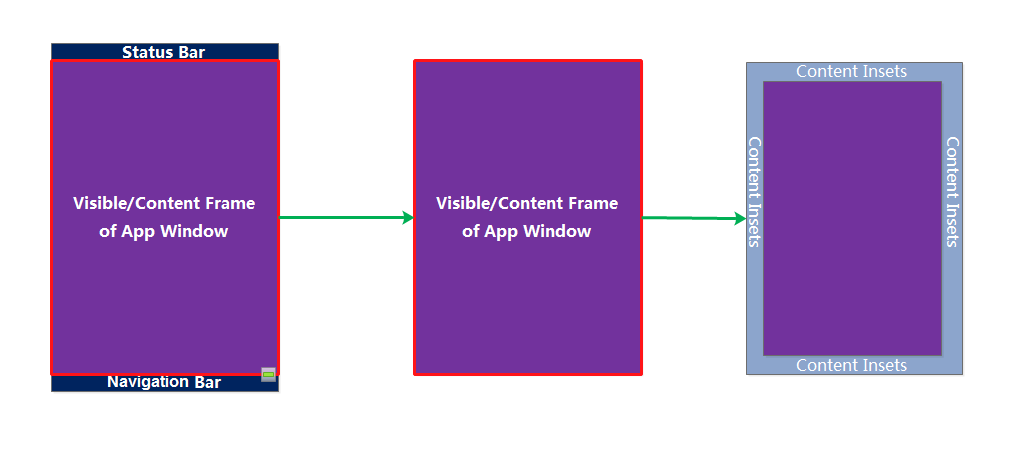 Status Bar
Visible/Content Frame
of App Window
Navigation Bar
Visible/Content Frame
of App Window
Content Insets
Content Insets
Content Insets
Content Insets